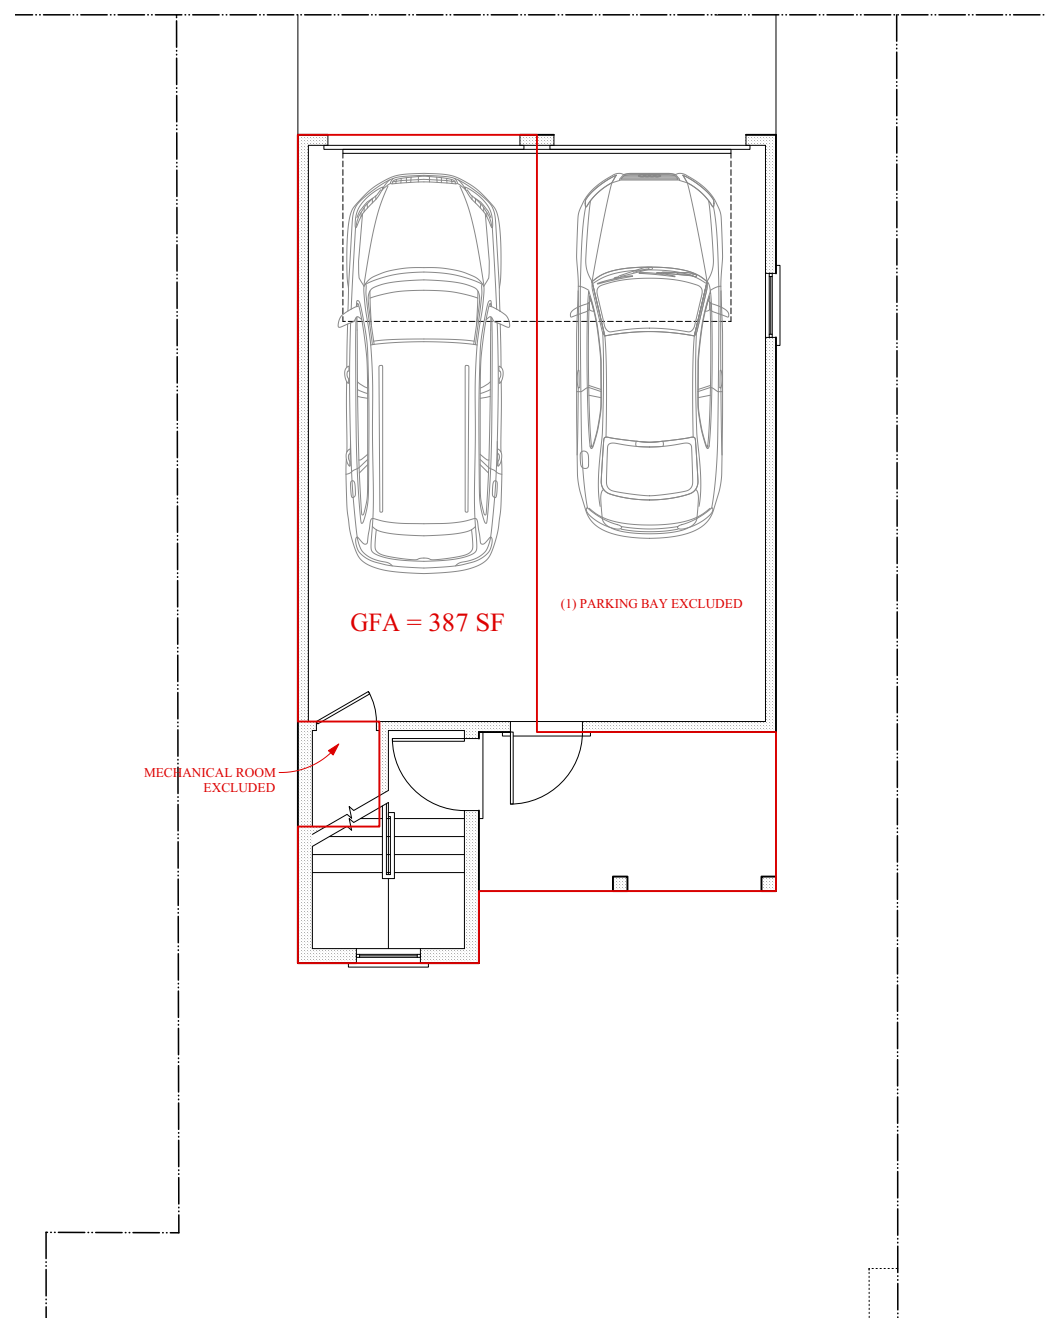 (1) PARKING BAY EXCLUDED
GFA = 387 SF
MECHANICAL ROOM
EXCLUDED